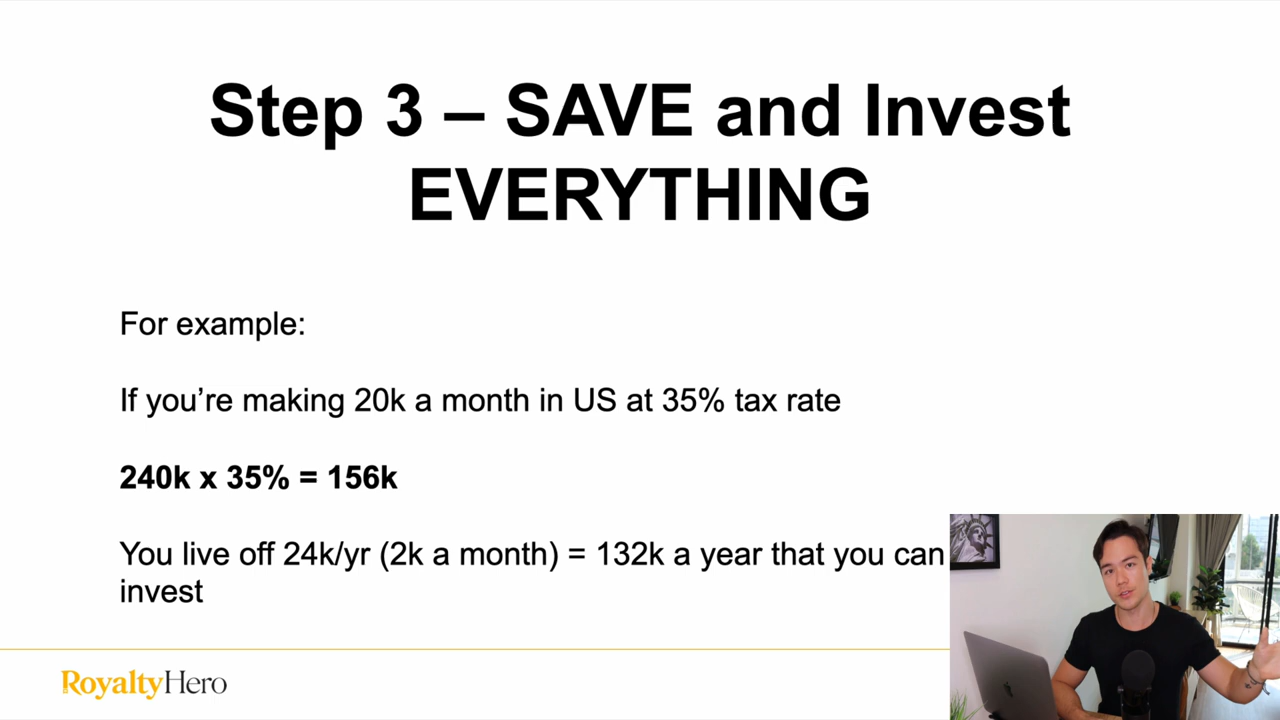 Step 3 – SAVE and Invest
EVERYTHING
For example:
If you’re making 20k a month in US at 35% tax rate
240k x 35% = 156k
You live off 24k/yr (2k a month) = 132k a year that you can
invest
RoyaltyHero